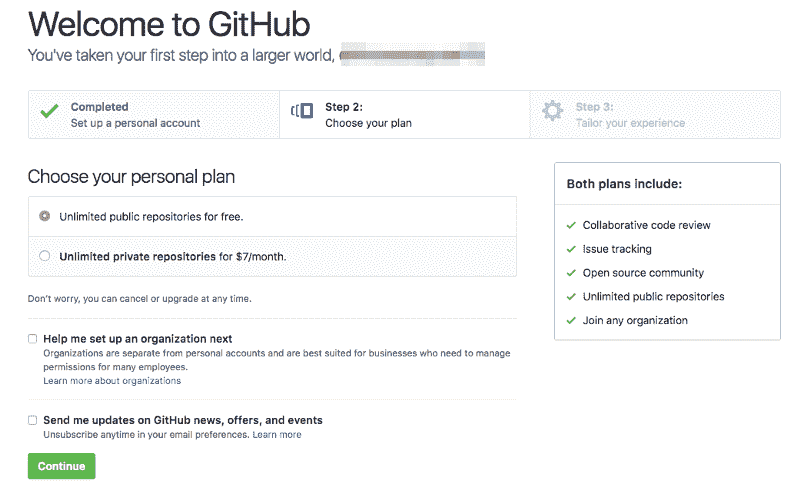 Welcome to GitHub
You've taken your first step into a larger world,
Completed
Set up a personal account
Step 2:
Choose your plan
Step 3:
Tailor your experience
Choose your personal plan
Unlimited public repositories for free.
Unlimited private repositories for $7/month.
Don't worry, you can cancel or upgrade at any time.
Help me set up an organization next
Organizations are separate from personal accounts and are best suited for businesses who need to manage
permissions for many employees.
Learn more about organizations
Send me updates on GitHub news, offers, and events
Unsubscribe anytime in your email preferences. Learn more
Continue
Both plans include:
Collaborative code review
Issue tracking
Open source community
Unlimited public repositories
Join any organization